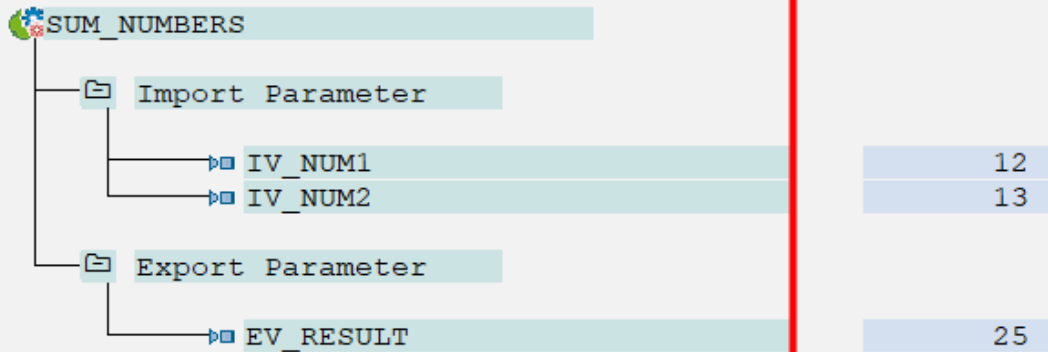 SUM_NUMBERS
Import Parameter
IV_NUM1 12
IV_NUM2 13
Export Parameter
EV_RESULT 25